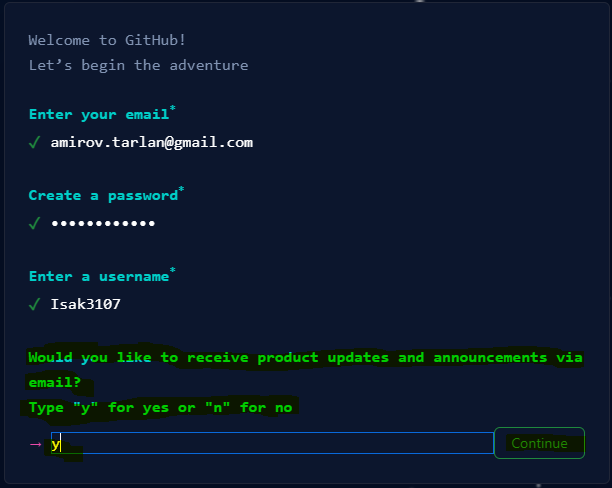 Welcome to GitHub!
Let’s begin the adventure
Enter your email*
✓ amirov.tarlan@gmail.com
Create a password*
✓ ••••••••••••
Enter a username*
✓ Isak3107
Would you like to receive product updates and announcements via
email?
Type "y" for yes or "n" for no
→ y Continue